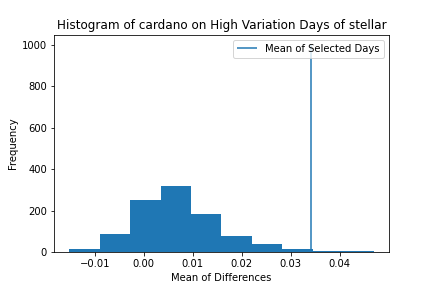 Histogram of cardano on High Variation Days of stellar
Mean of Selected Days
Frequency
1000
800
600
400
200
0
−0.01 0.00 0.01 0.02 0.03 0.04
Mean of Differences